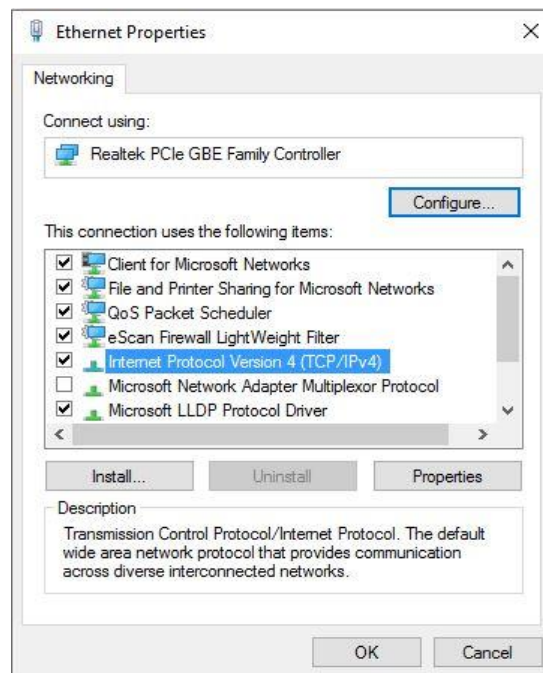 Ethernet Properties
Networking
Connect using:
Realtek PCIe GBE Family Controller
Configure...
This connection uses the following items:
Client for Microsoft Networks
File and Printer Sharing for Microsoft Networks
QoS Packet Scheduler
eScan Firewall LightWeight Filter
Internet Protocol Version 4 (TCP/IPv4)
Microsoft Network Adapter Multiplexor Protocol
Microsoft LLDP Protocol Driver
Install... Uninstall Properties
Description
Transmission Control Protocol/Internet Protocol. The default
wide area network protocol that provides communication
across diverse interconnected networks.
OK Cancel